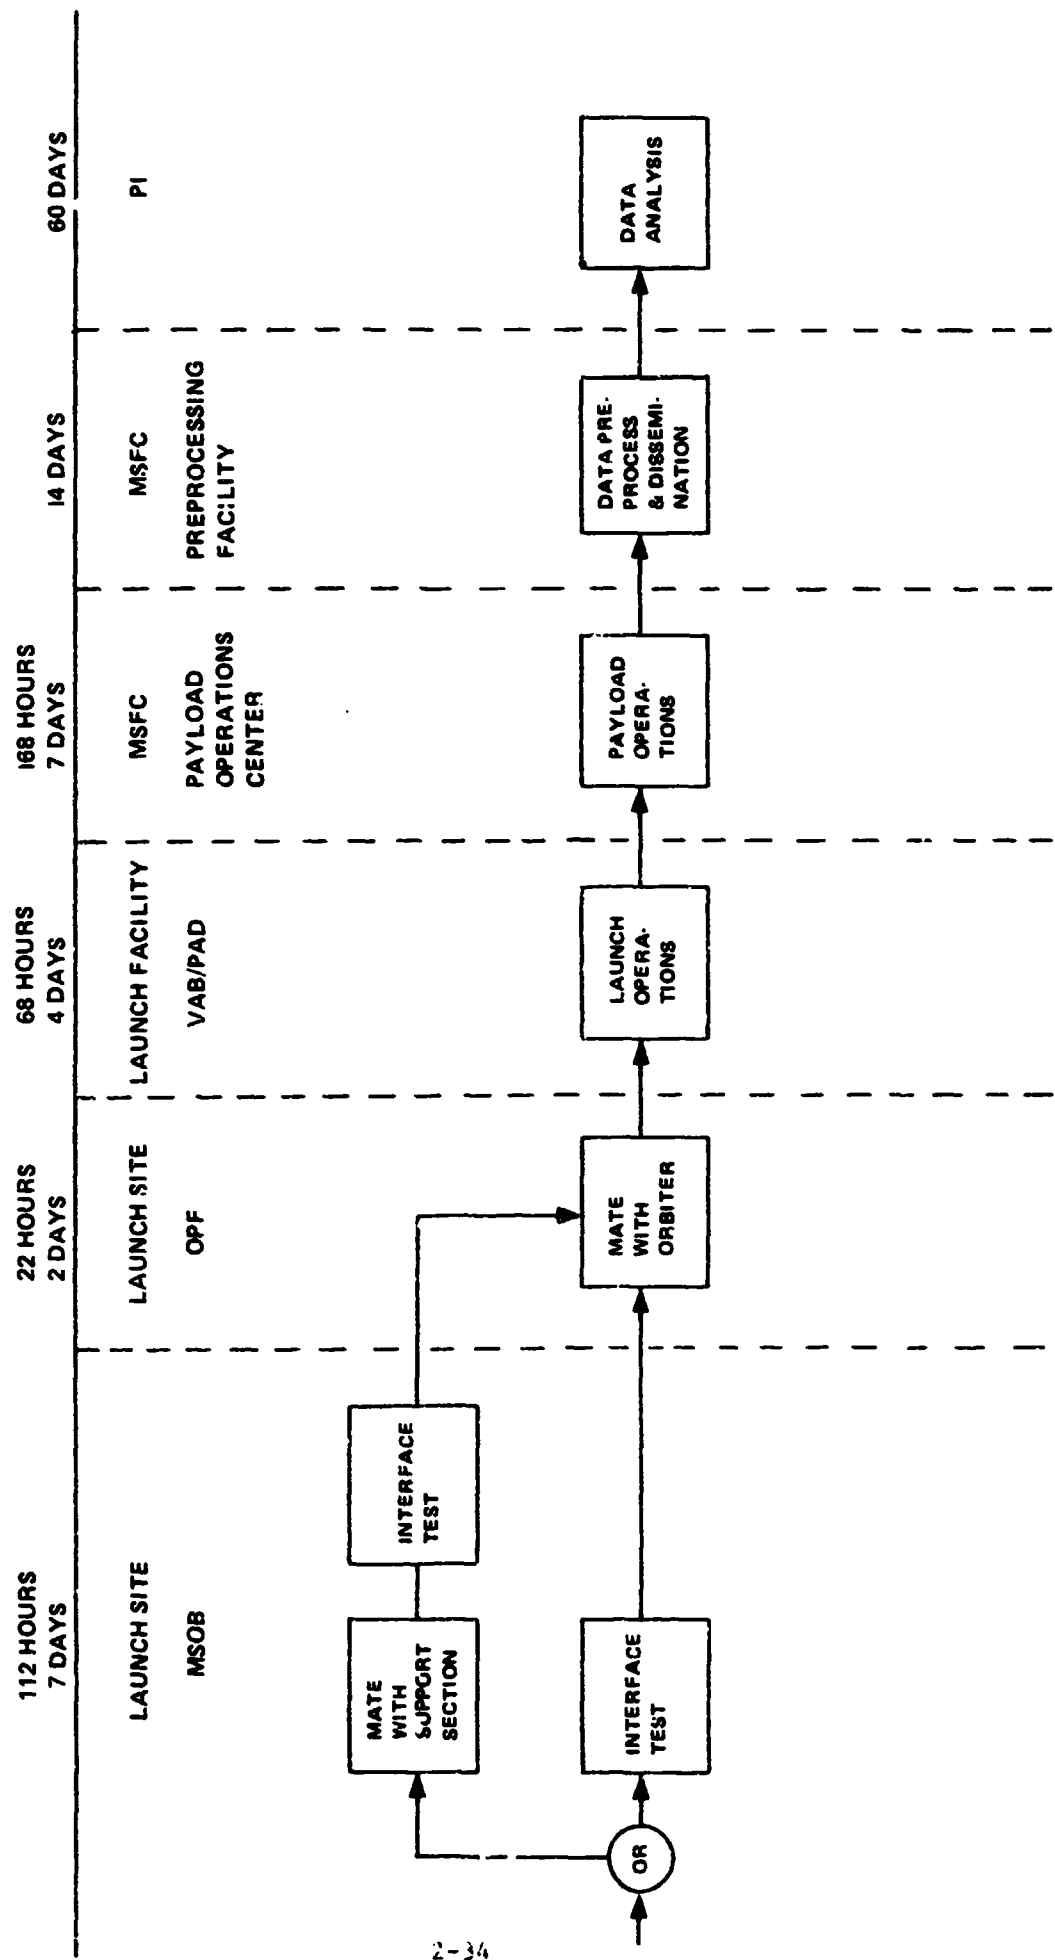 112 HOURS
7 DAYS
22 HOURS
2 DAYS
68 HOURS
4 DAYS
168 HOURS
7 DAYS
14 DAYS
60 DAYS
LAUNCH SITE
MSOB
LAUNCH SITE
OPF
LAUNCH FACILITY
VAB/PAD
MSFC
PAYLOAD
OPERATIONS
CENTER
MSFC
PREPROCESSING
FACILITY
PI
MATE
WITH
SUPPORT
SECTION
INTERFACE
TEST
OR
INTERFACE
TEST
MATE
WITH
ORBITER
LAUNCH
OPERA-
TIONS
PAYLOAD
OPERA-
TIONS
DATA PRE-
PROCESS
& DISSEMI-
NATION
DATA
ANALYSIS
2-34